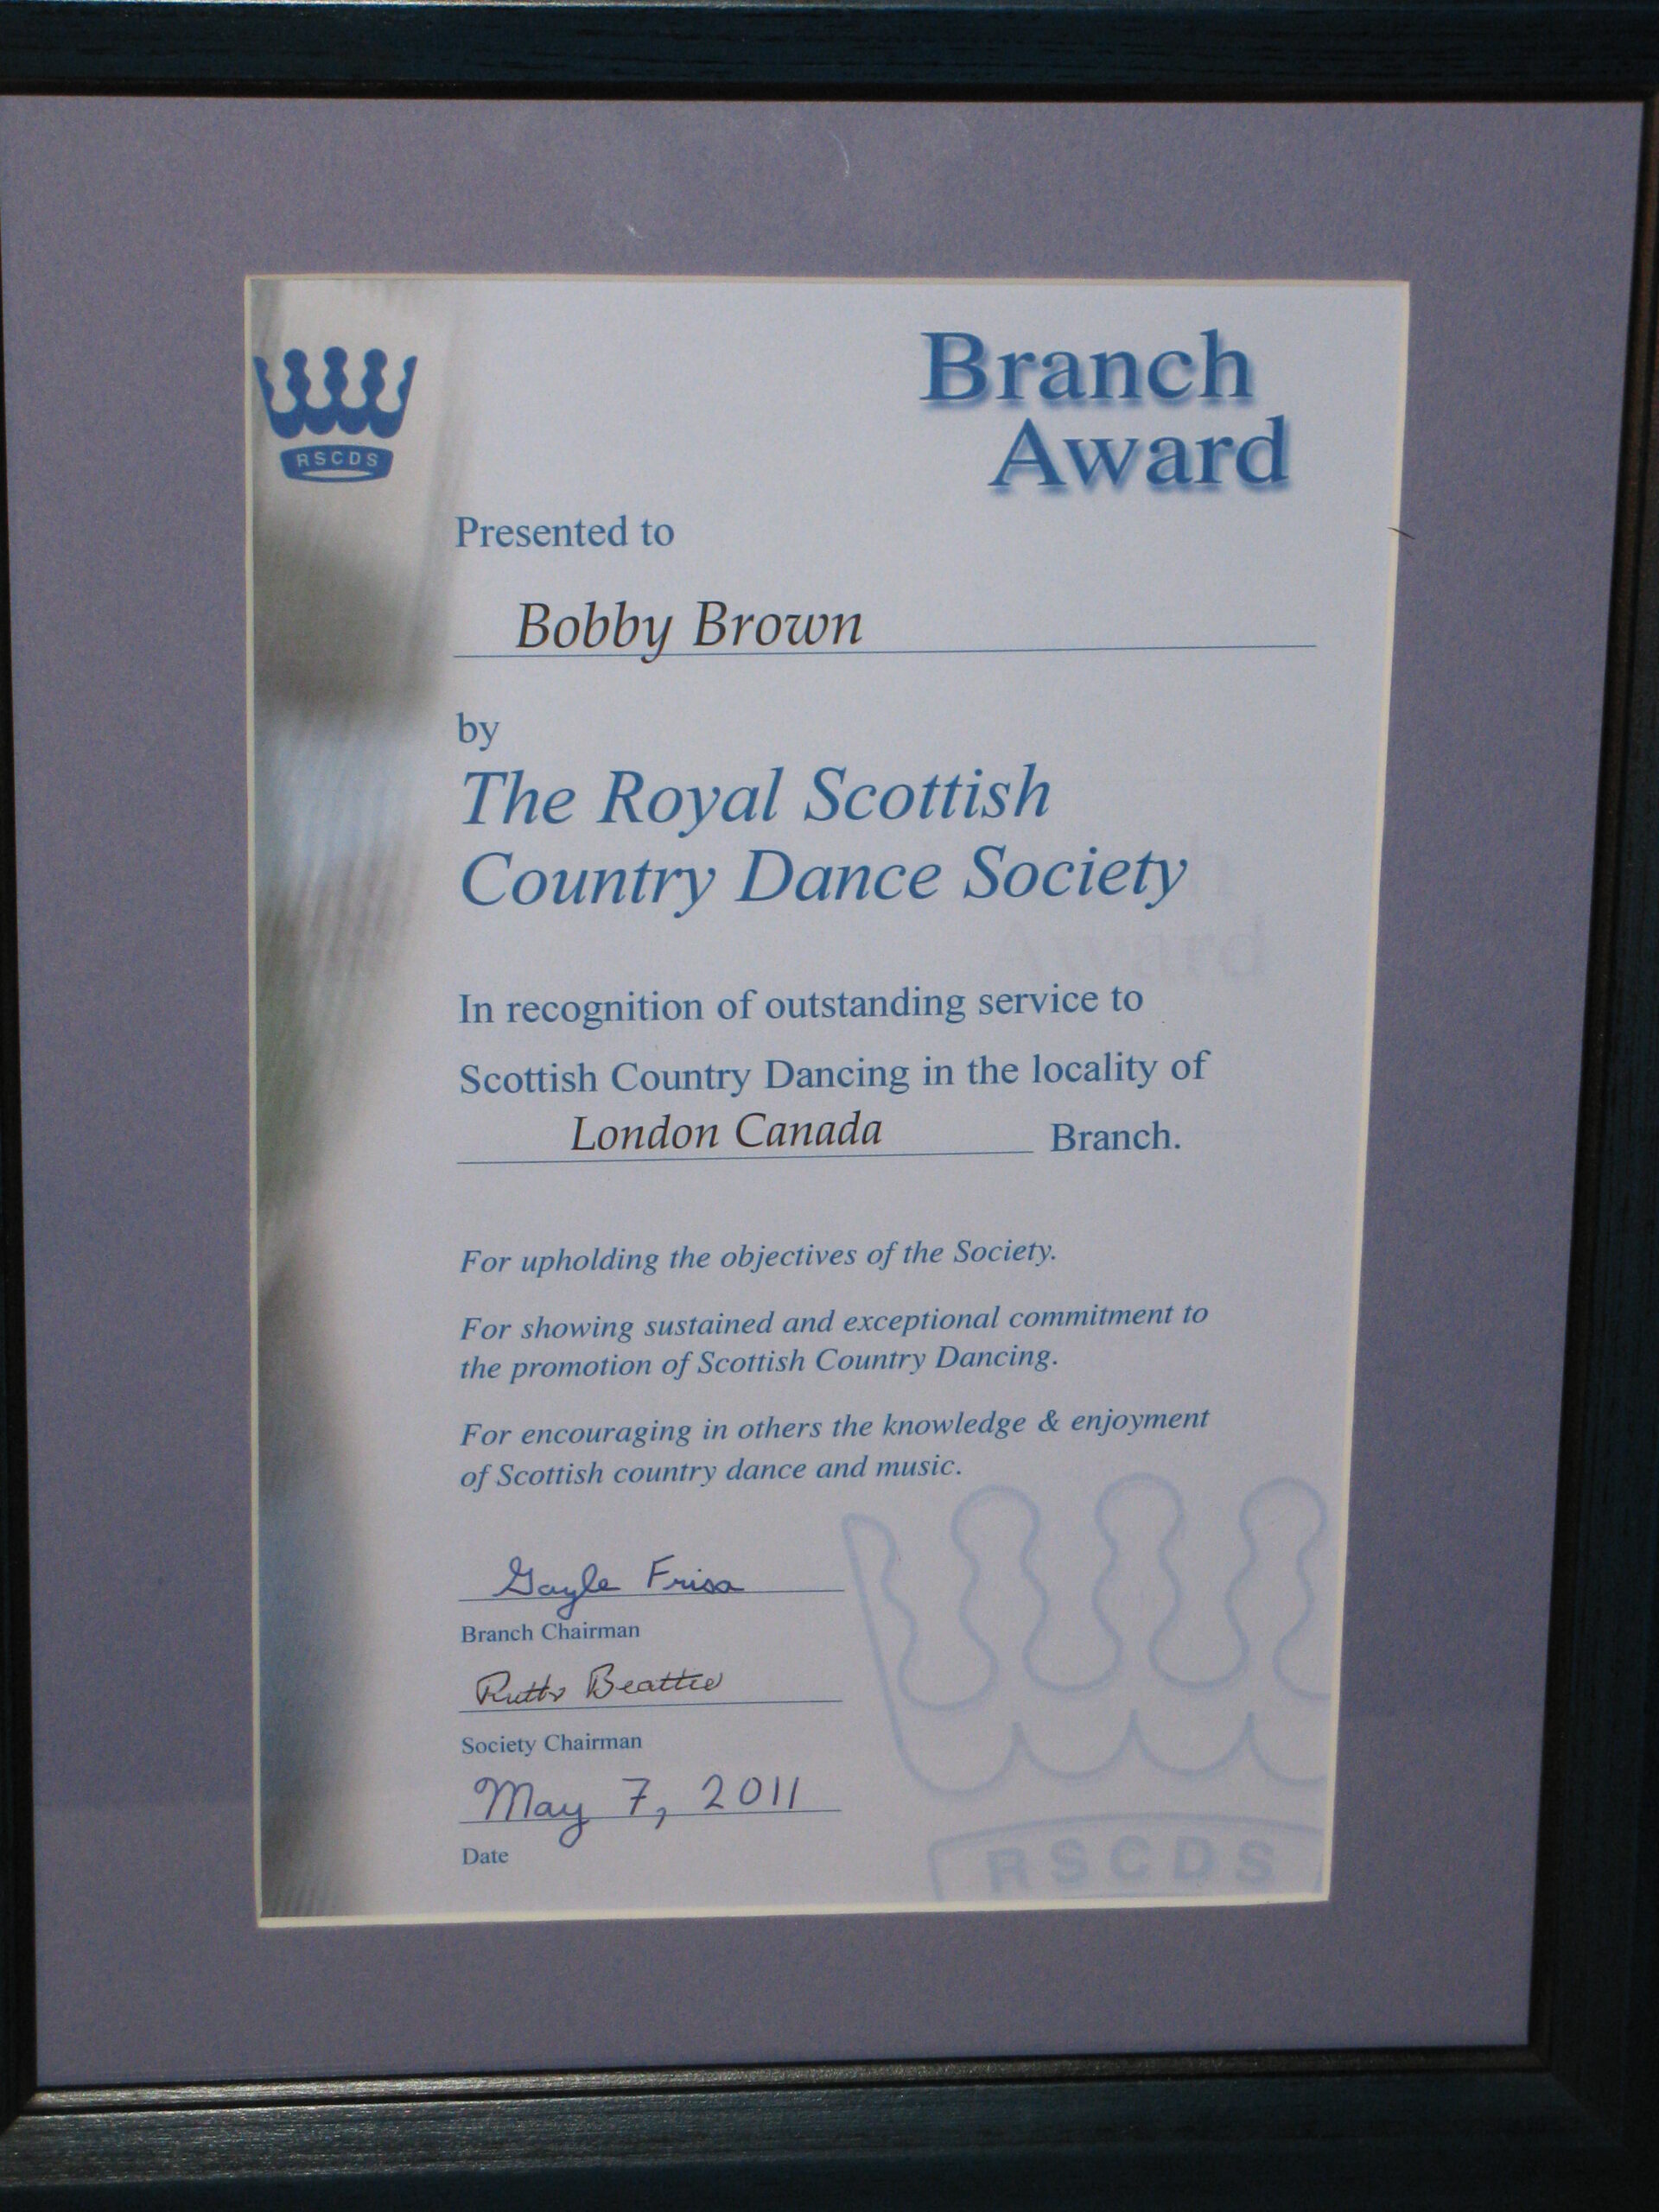 RSCDS
Branch
Award
Presented to
Bobby Brown
by
The Royal Scottish
Country Dance Society
In recognition of outstanding service to
Scottish Country Dancing in the locality of
London Canada Branch.
For upholding the objectives of the Society.
For showing sustained and exceptional commitment to
the promotion of Scottish Country Dancing.
For encouraging in others the knowledge & enjoyment
of Scottish country dance and music.
Gayle Frisa
Branch Chairman
Ruth Beattie
Society Chairman
May 7, 2011
Date
RSCDS